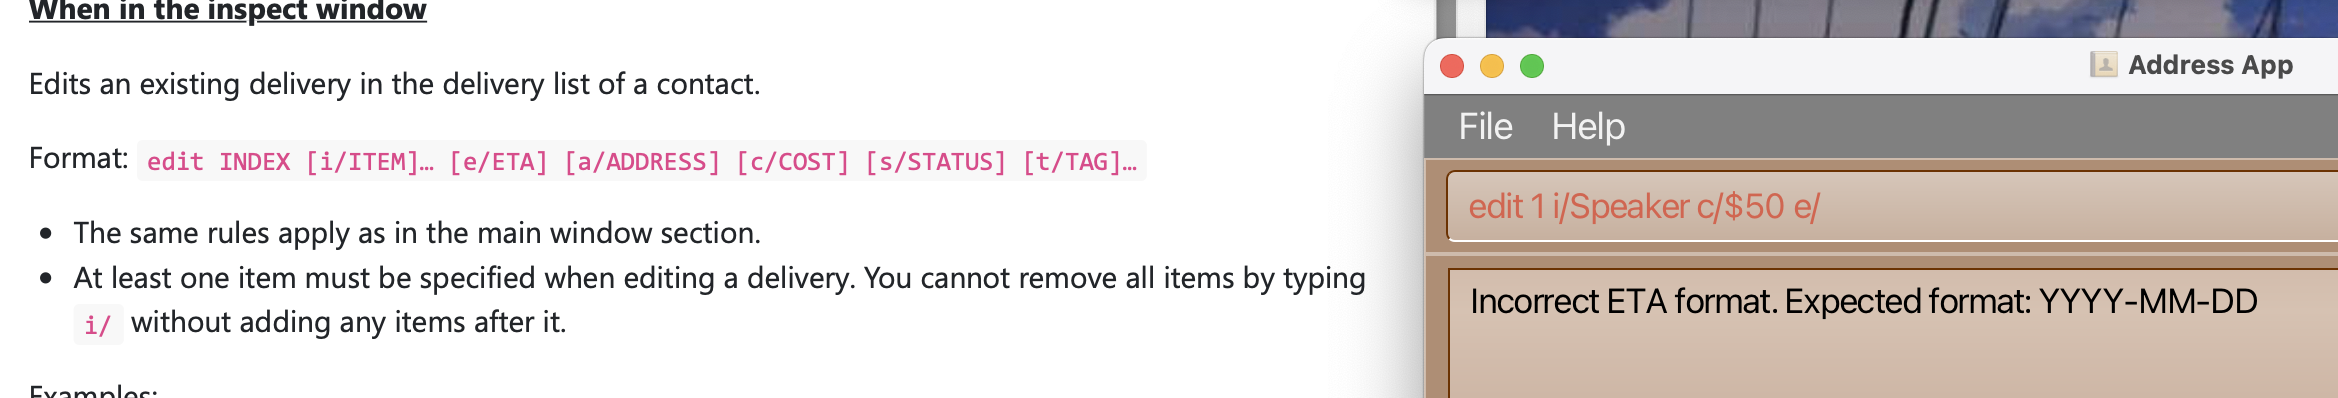 When in the inspect window
Edits an existing delivery in the delivery list of a contact.
Format: edit INDEX [i/ITEM]… [e/ETA] [a/ADDRESS] [c/COST] [s/STATUS] [t/TAG]…
• The same rules apply as in the main window section.
• At least one item must be specified when editing a delivery. You cannot remove all items by typing
i/ without adding any items after it.
Examples:
Address App
File Help
edit 1 i/Speaker c/$50 e/
Incorrect ETA format. Expected format: YYYY-MM-DD